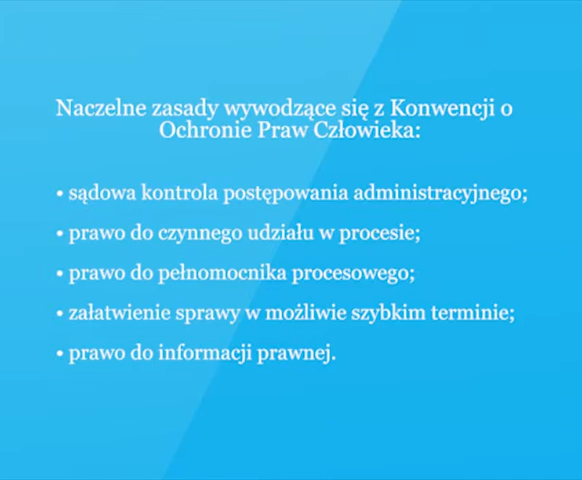 Naczelne zasady wywodzące się z Konwencji o
Ochronie Praw Człowieka:
• sądowa kontrola postępowania administracyjnego;
• prawo do czynnego udziału w procesie;
• prawo do pełnomocnika procesowego;
• załatwienie sprawy w możliwie szybkim terminie;
• prawo do informacji prawnej.